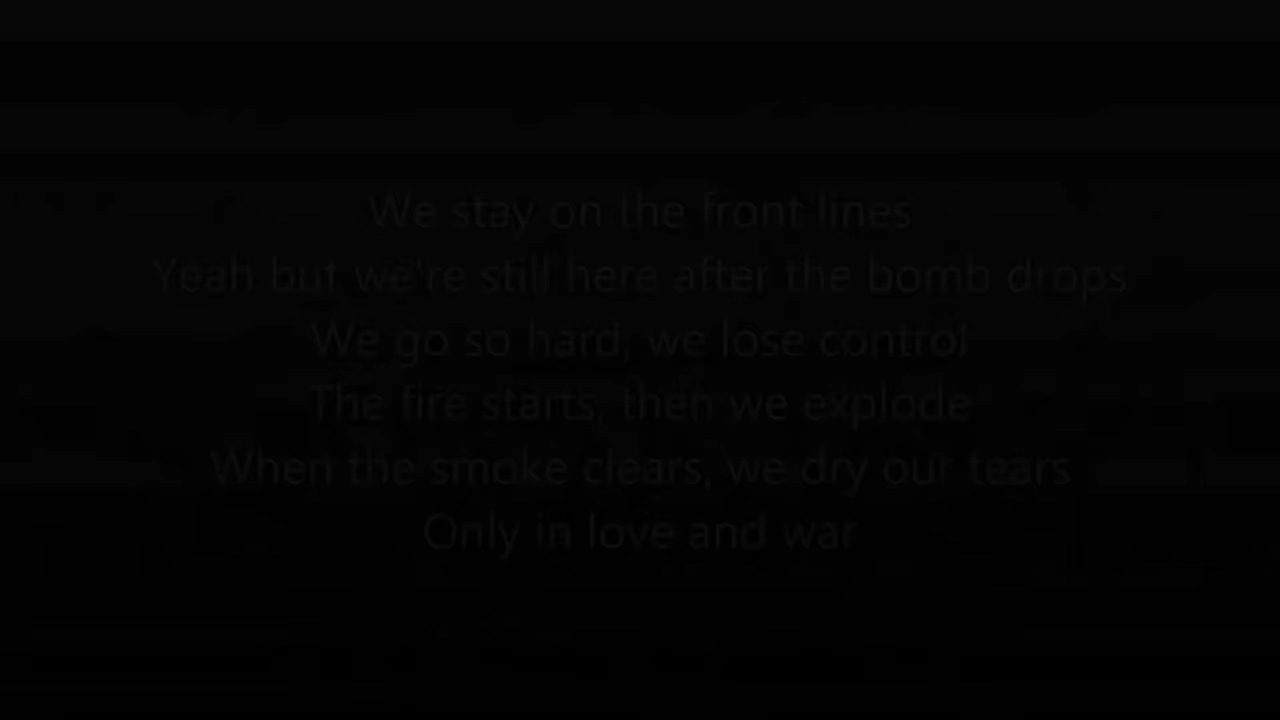 We stay on the front lines
Yeah but we're still here after the bomb drops
We go so hard, we lose control
The fire starts, then we explode
When the smoke clears, we dry our tears
Only in love and war